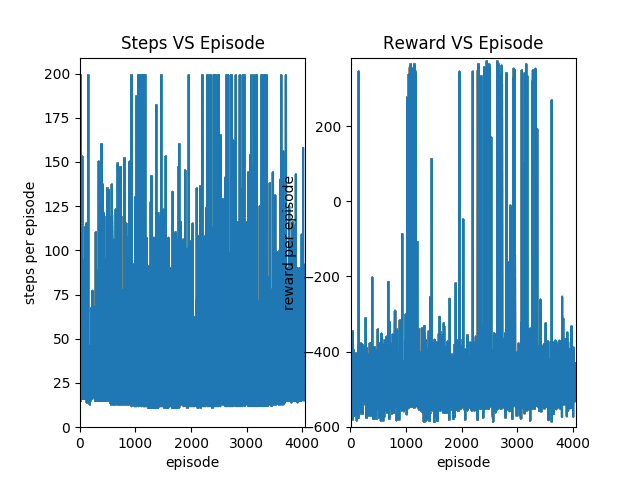 Steps VS Episode
steps per episode
200
175
150
125
100
75
50
25
0
0 1000 2000 3000 4000
episode
Reward VS Episode
reward per episode
200
0
−200
−400
−600
0 1000 2000 3000 4000
episode